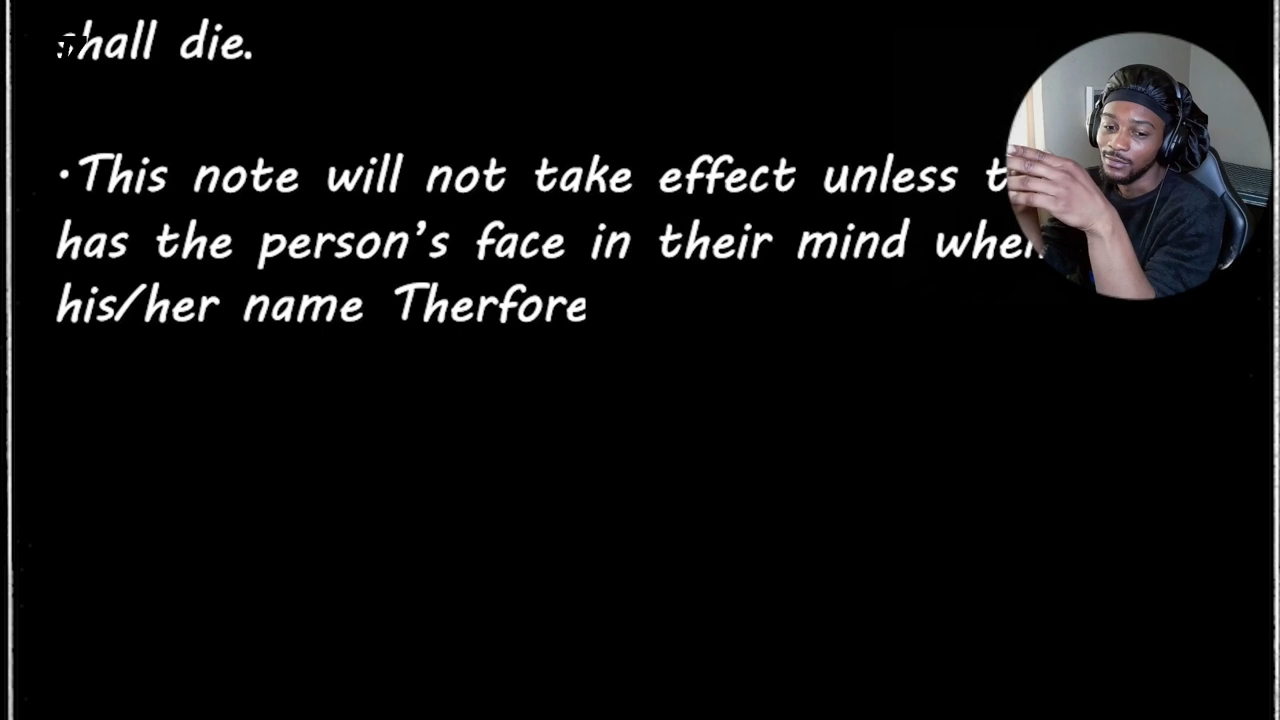 shall die.
•This note will not take effect unless
has the person's face in their mind when
his/her name Therfore